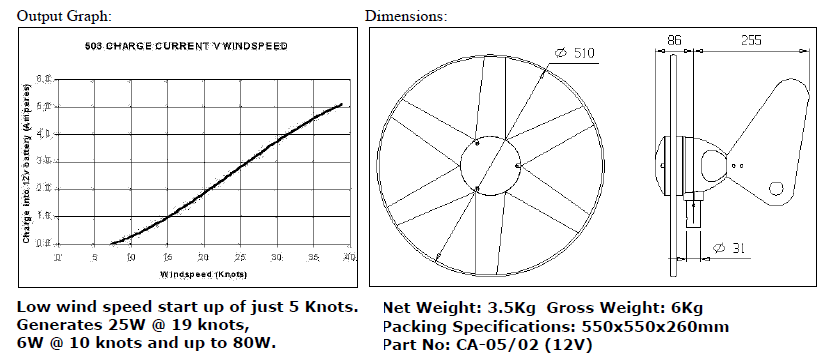 Output Graph:
Dimensions:
503 CHARGE CURRENT V WINDSPEED
Charge into 12V battery (Amperes)
6.0
5.0
4.0
3.0
2.0
1.0
0.0
0 5 10 15 20 25 30 35 40
Windspeed (Knots)
Ø 510
86 255
Ø 31
Low wind speed start up of just 5 Knots.
Generates 25W @ 19 knots,
6W @ 10 knots and up to 80W.
Net Weight: 3.5Kg Gross Weight: 6Kg
Packing Specifications: 550x550x260mm
Part No: CA-05/02 (12V)